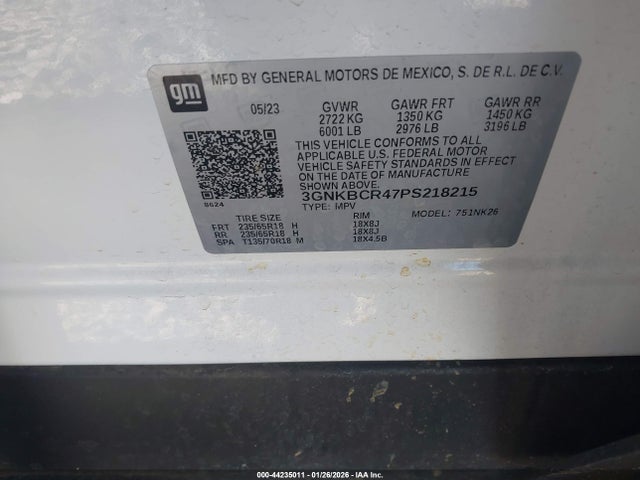 gm
MFD BY GENERAL MOTORS DE MEXICO, S. DE R.L. DE C.V.
05/23 GVWR GAWR FRT GAWR RR
2722 KG 1350 KG 1450 KG
6001 LB 2976 LB 3196 LB
THIS VEHICLE CONFORMS TO ALL
APPLICABLE U.S. FEDERAL MOTOR
VEHICLE SAFETY STANDARDS IN EFFECT
ON THE DATE OF MANUFACTURE SHOWN ABOVE.
3GNKBCR47PS218215
8624 TYPE: MPV MODEL: 751NK26
TIRE SIZE RIM
FRT 235/65R18 H 18X8J
RR 235/65R18 H 18X8J
SPA T135/70R18 M 18X4.5B
000-44235011 | 01/26/2026 | IAA Inc.